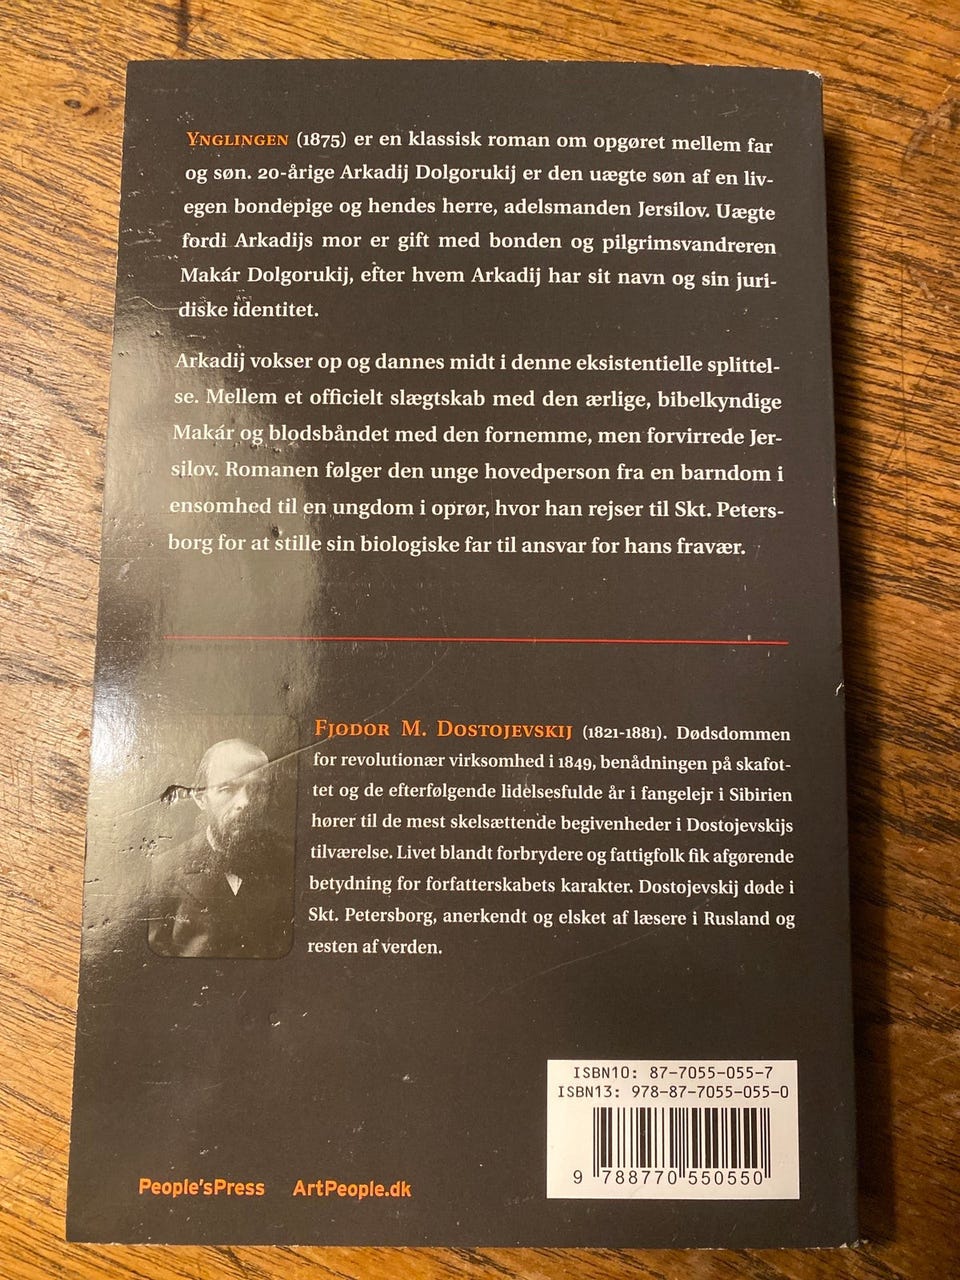 Ynglingen (1875) er en klassisk roman om opgøret mellem far
og søn. 20-årige Arkadij Dolgorukij er den uægte søn af en liv-
egen bondepige og hendes herre, adelsmanden Jersilov. Uægte
fordi Arkadijs mor er gift med bonden og pilgrimsvandreren
Makár Dolgorukij, efter hvem Arkadij har sit navn og sin juri-
diske identitet.
Arkadij vokser op og dannes midt i denne eksistentielle splittel-
se. Mellem et officielt slægtskab med den ærlige, bibelkyndige
Makár og blodsbåndet med den fornemme, men forvirrede Jer-
silov. Romanen følger den unge hovedperson fra en barndom i
ensomhed til en ungdom i oprør, hvor han rejser til Skt. Peters-
borg for at stille sin biologiske far til ansvar for hans fravær.
Fjodor M. Dostojevskij (1821-1881). Dødsdommen
for revolutionær virksomhed i 1849, benådningen på skafot-
tet og de efterfølgende lidelsesfulde år i fangelejr i Sibirien
hører til de mest skelsættende begivenheder i Dostojevskijs
tilværelse. Livet blandt forbrydere og fattigfolk fik afgørende
betydning for forfatterskabets karakter. Dostojevskij døde i
Skt. Petersborg, anerkendt og elsket af læsere i Rusland og
resten af verden.
ISBN10: 87-7055-055-7
ISBN13: 978-87-7055-055-0
9 788770 550550
People'sPress ArtPeople.dk